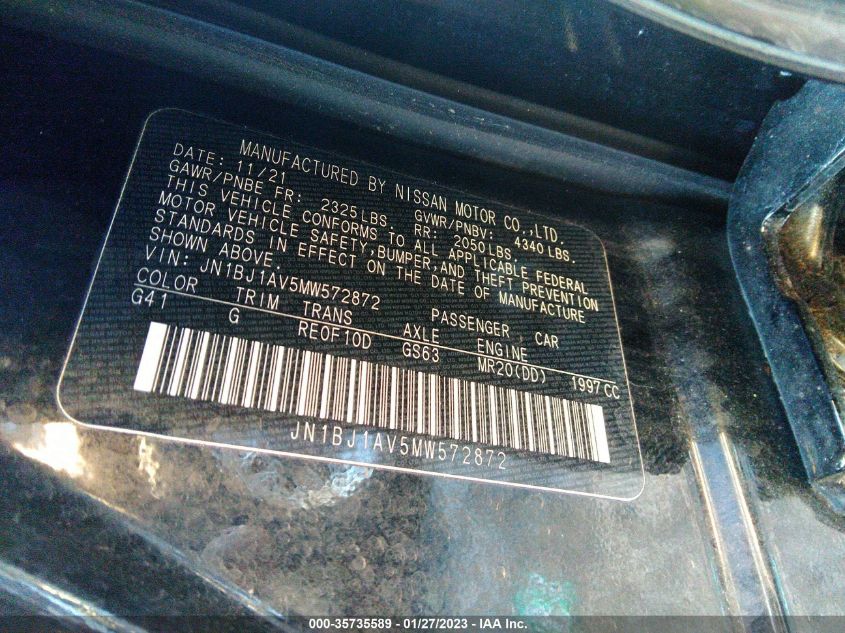 MANUFACTURED BY NISSAN MOTOR CO.,LTD.
DATE: 11/21 GVWR/PNBV: 4340 LBS.
GAWR/PNBE FR: 2325 LBS. RR: 2050 LBS.
THIS VEHICLE CONFORMS TO ALL APPLICABLE FEDERAL
MOTOR VEHICLE SAFETY,BUMPER,AND THEFT PREVENTION
STANDARDS IN EFFECT ON THE DATE OF MANUFACTURE
SHOWN ABOVE.
VIN: JN1BJ1AV5MW572872 PASSENGER CAR
COLOR TRIM TRANS AXLE ENGINE
G41 G RE0F10D GS63 MR20(DD) 1997CC
JN1BJ1AV5MW572872
000-35735589 - 01/27/2023 - IAA Inc.